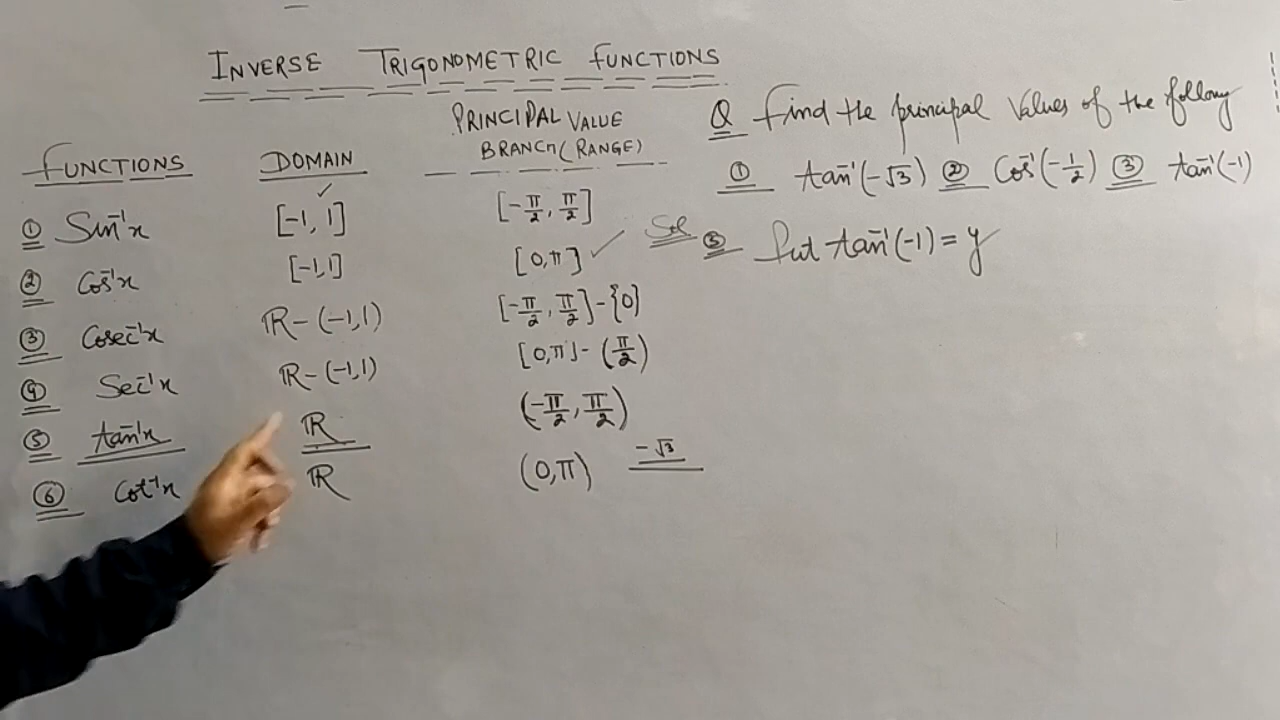 INVERSE TRIGONOMETRIC FUNCTIONS
FUNCTIONS DOMAIN PRINCIPAL VALUE BRANCH (RANGE)
① Sin⁻¹x [-1, 1] ✓ [-π/2, π/2]
② Cos⁻¹x [-1,1] [0,π] ✓
③ Cosec⁻¹x ℝ-(-1,1) [-π/2, π/2]-{0}
④ Sec⁻¹x ℝ-(-1,1) [0,π]-(π/2)
⑤ tan⁻¹x ℝ (-π/2, π/2)
⑥ Cot⁻¹x ℝ (0,π) -√3
Q Find the principal Values of the follong
① tan⁻¹(-√3) ② Cos⁻¹(-1/2) ③ tan⁻¹(-1)
Sol ③ Put tan⁻¹(-1) = y